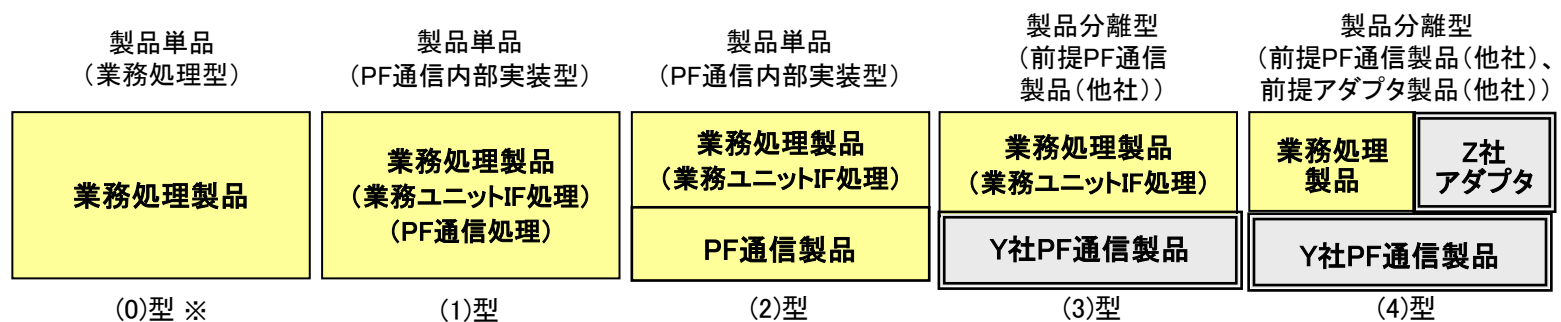 製品単品
（業務処理型）
業務処理製品
(0)型 ※
製品単品
（PF通信内部実装型）
業務処理製品
（業務ユニットIF処理）
（PF通信処理）
(1)型
製品単品
（PF通信内部実装型）
業務処理製品
（業務ユニットIF処理）
PF通信製品
(2)型
製品分離型
（前提PF通信
製品（他社））
業務処理製品
（業務ユニットIF処理）
Y社PF通信製品
(3)型
製品分離型
（前提PF通信製品（他社）、
前提アダプタ製品（他社））
業務処理
製品
Z社
アダプタ
Y社PF通信製品
(4)型